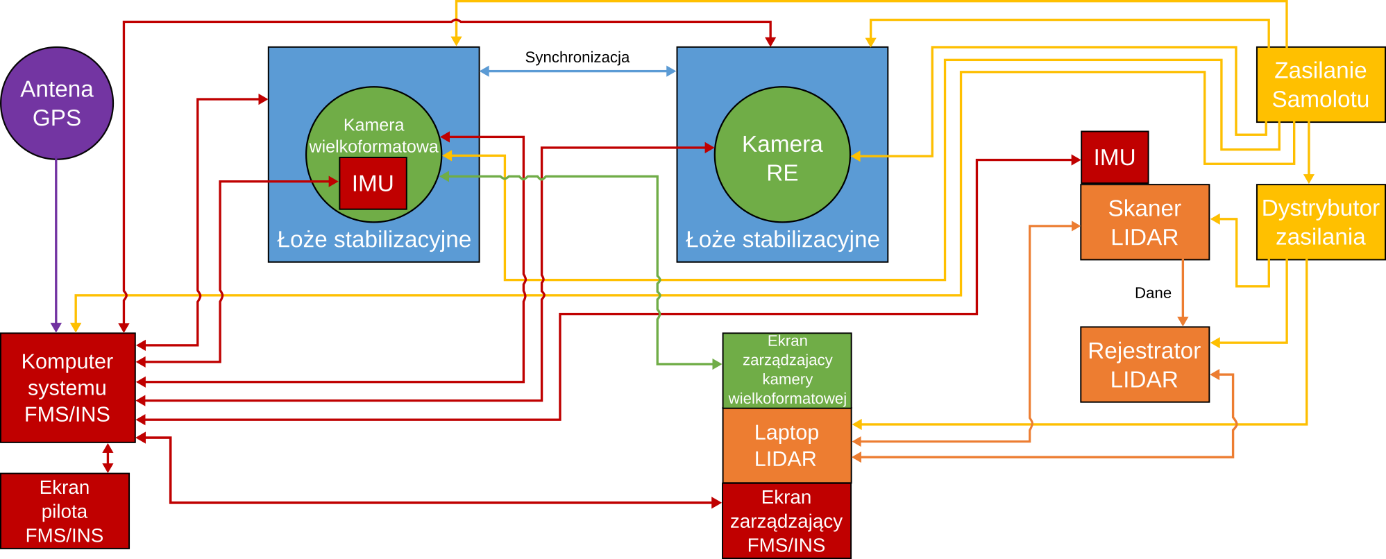 Synchronizacja
Antena
GPS
Kamera
wielkoformatowa
IMU
Łoże stabilizacyjne
Kamera
RE
Łoże stabilizacyjne
Zasilanie
Samolotu
IMU
Skaner
LIDAR
Dystrybutor
zasilania
Dane
Komputer
systemu
FMS/INS
Ekran
zarządzajacy
kamery
wielkoformatowej
Rejestrator
LIDAR
Laptop
LIDAR
Ekran
pilota
FMS/INS
Ekran
zarządzający
FMS/INS